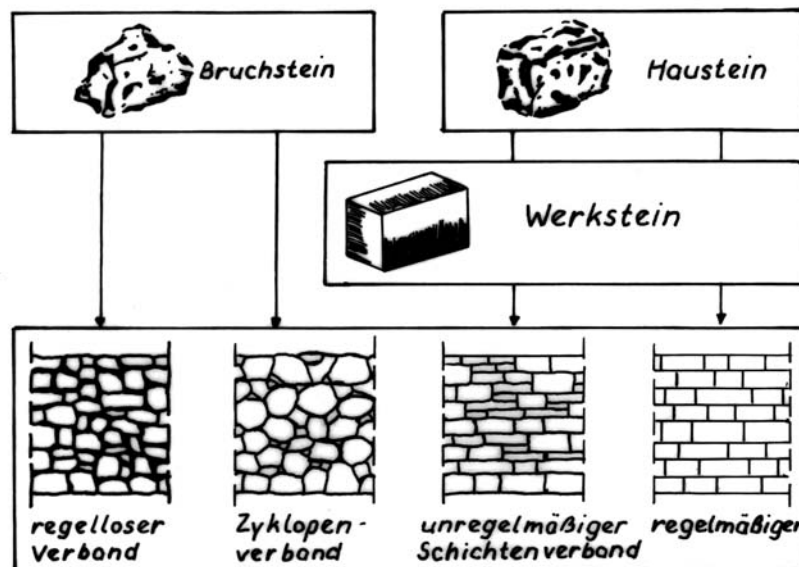 Bruchstein
Haustein
Werkstein
regelloser
Verband
Zyklopen-
verband
unregelmäßiger
Schichtenverband
regelmäßiger